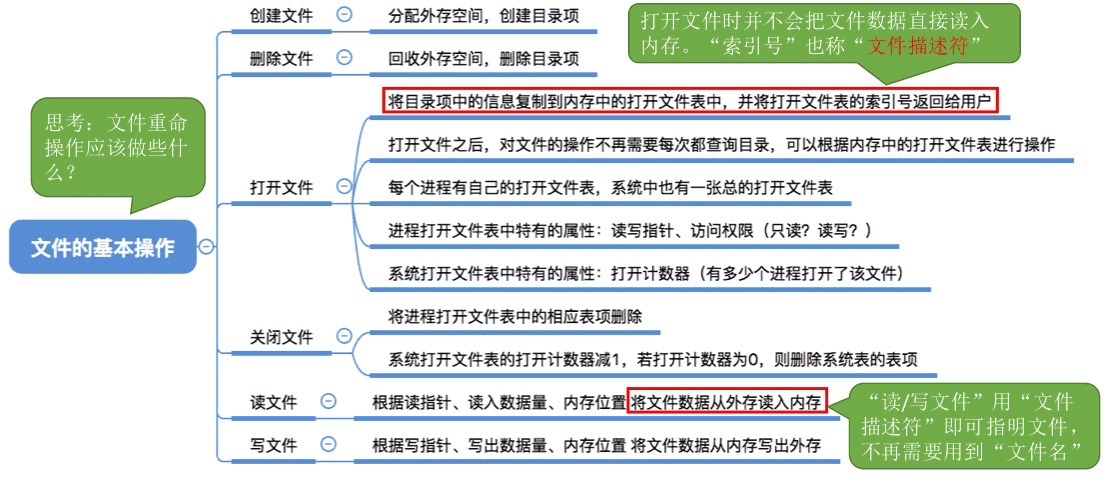 创建文件
分配外存空间，创建目录项
删除文件
回收外存空间，删除目录项
打开文件时并不会把文件数据直接读入
内存。“索引号”也称“文件描述符”
思考：文件重命
操作应该做些什
么？
文件的基本操作
打开文件
将目录项中的信息复制到内存中的打开文件表中，并将打开文件表的索引号返回给用户
打开文件之后，对文件的操作不再需要每次都查询目录，可以根据内存中的打开文件表进行操作
每个进程有自己的打开文件表，系统中也有一张总的打开文件表
进程打开文件表中特有的属性：读写指针、访问权限（只读？读写？）
系统打开文件表中特有的属性：打开计数器（有多少个进程打开了该文件）
关闭文件
将进程打开文件表中的相应表项删除
系统打开文件表的打开计数器减1，若打开计数器为0，则删除系统表的表项
读文件
根据读指针、读入数据量、内存位置 将文件数据从外存读入内存
写文件
根据写指针、写出数据量、内存位置 将文件数据从内存写出外存
“读/写文件”用“文件
描述符”即可指明文件，
不再需要用到“文件名”